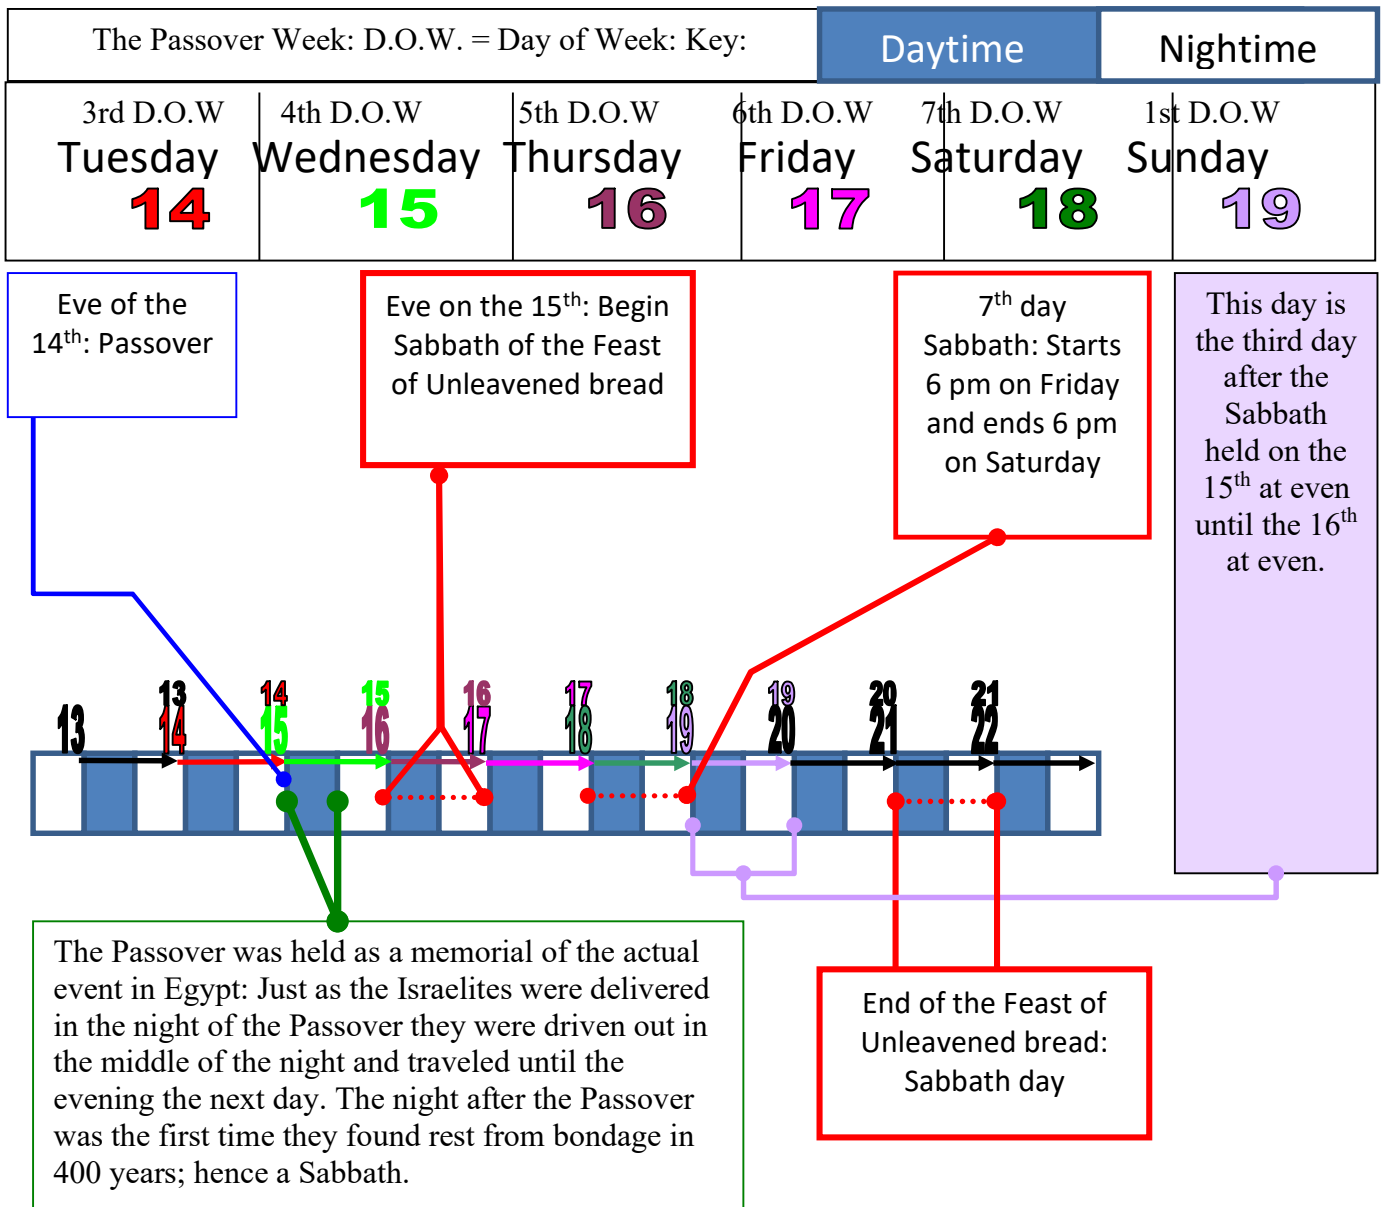 The Passover Week: D.O.W. = Day of Week: Key:
Daytime
Nightime
3rd D.O.W
4th D.O.W
5th D.O.W
6th D.O.W
7th D.O.W
1st D.O.W
Tuesday
Wednesday
Thursday
Friday
Saturday
Sunday
14
15
16
17
18
19
Eve of the
14th: Passover
Eve on the 15th: Begin
Sabbath of the Feast
of Unleavened bread
7th day
Sabbath: Starts
6 pm on Friday
and ends 6 pm
on Saturday
This day is
the third day
after the
Sabbath
held on the
15th at even
until the 16th
at even.
13 14 15 16 17 18 19 20 21
13 14 15 16 17 18 19 20 21 22
The Passover was held as a memorial of the actual
event in Egypt: Just as the Israelites were delivered
in the night of the Passover they were driven out in
the middle of the night and traveled until the
evening the next day. The night after the Passover
was the first time they found rest from bondage in
400 years; hence a Sabbath.
End of the Feast of
Unleavened bread:
Sabbath day